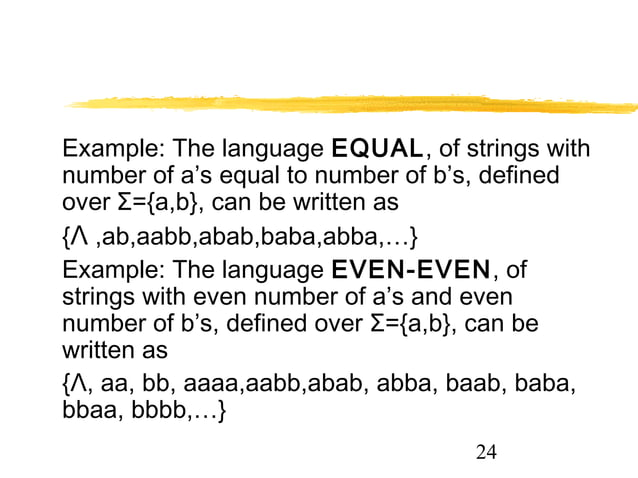 Example: The language EQUAL, of strings with
number of a’s equal to number of b’s, defined
over Σ={a,b}, can be written as
{Λ ,ab,aabb,abab,baba,abba,…}
Example: The language EVEN-EVEN, of
strings with even number of a’s and even
number of b’s, defined over Σ={a,b}, can be
written as
{Λ, aa, bb, aaaa,aabb,abab, abba, baab, baba,
bbaa, bbbb,…}
24